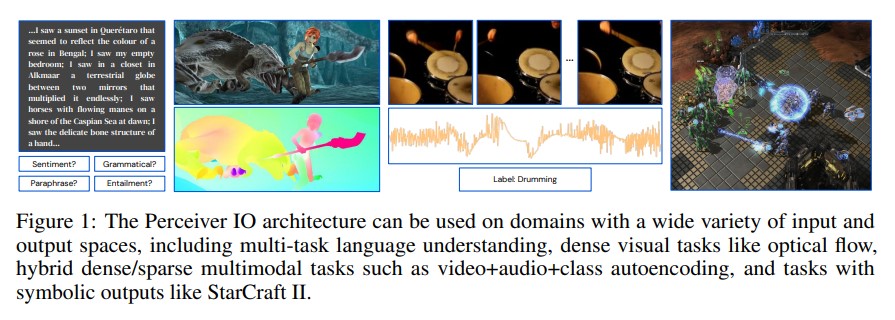 ...I saw a sunset in Querétaro that
seemed to reflect the colour of a
rose in Bengal; I saw my empty
bedroom; I saw in a closet in
Alkmaar a terrestrial globe
between two mirrors that
multiplied it endlessly; I saw
horses with flowing manes on a
shore of the Caspian Sea at dawn; I
saw the delicate bone structure of
a hand...
Sentiment?
Grammatical?
Paraphrase?
Entailment?
...
Label: Drumming
Figure 1: The Perceiver IO architecture can be used on domains with a wide variety of input and
output spaces, including multi-task language understanding, dense visual tasks like optical flow,
hybrid dense/sparse multimodal tasks such as video+audio+class autoencoding, and tasks with
symbolic outputs like StarCraft II.